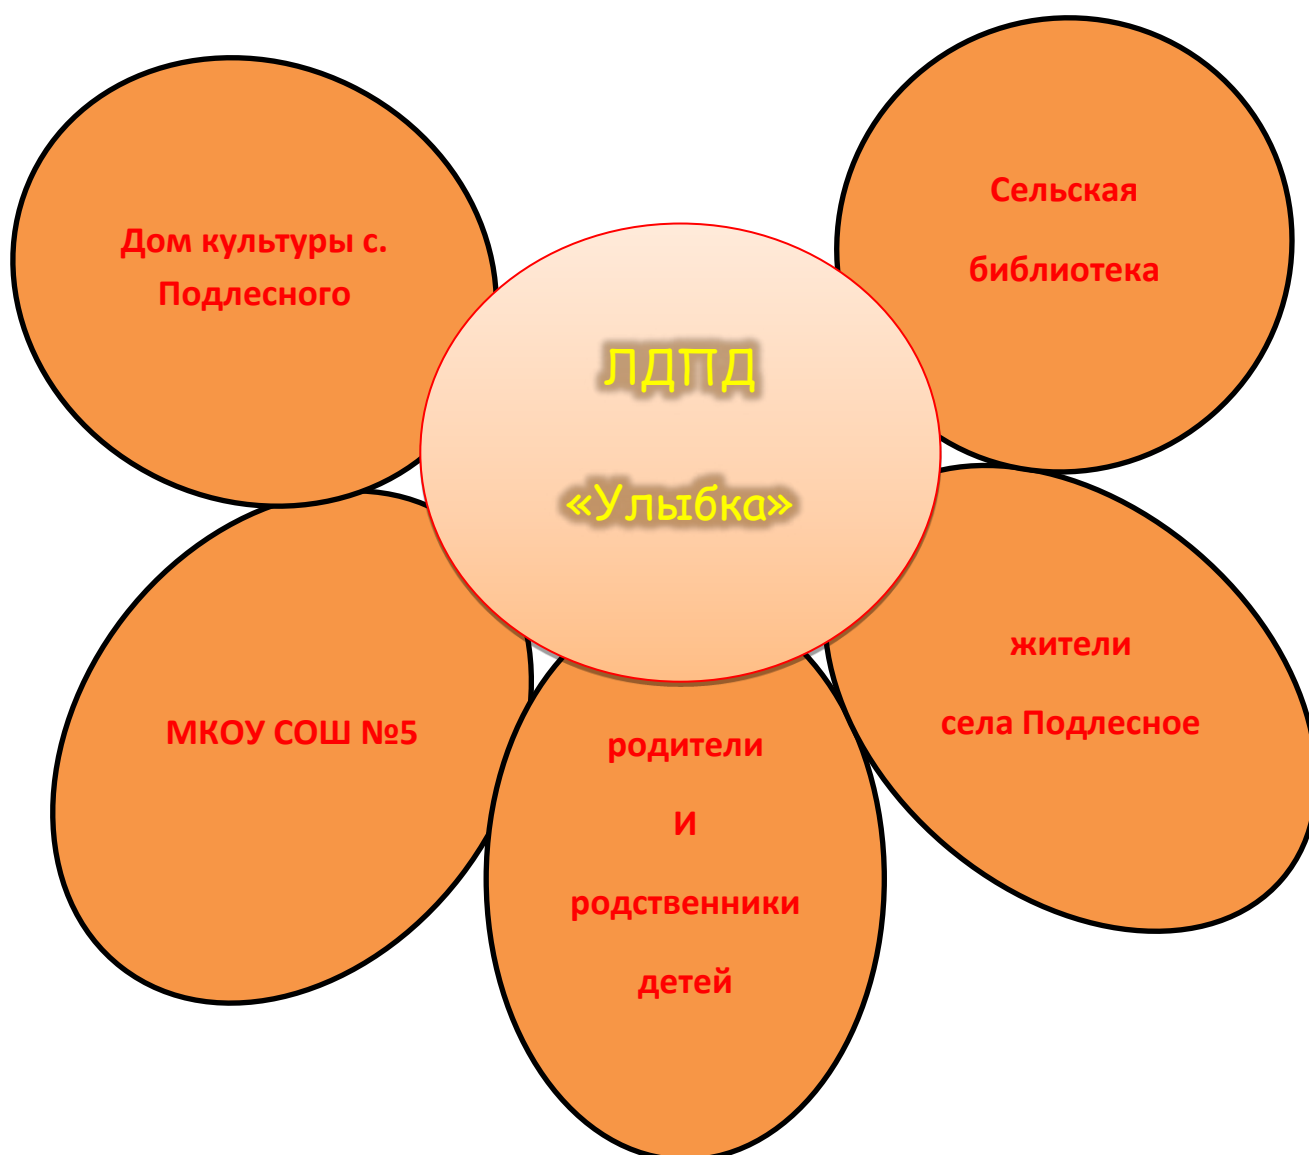 Дом культуры с.
Подлесного
Сельская
библиотека
ЛДПД
«Улыбка»
МКОУ СОШ №5
родители
И
родственники
детей
жители
села Подлесное